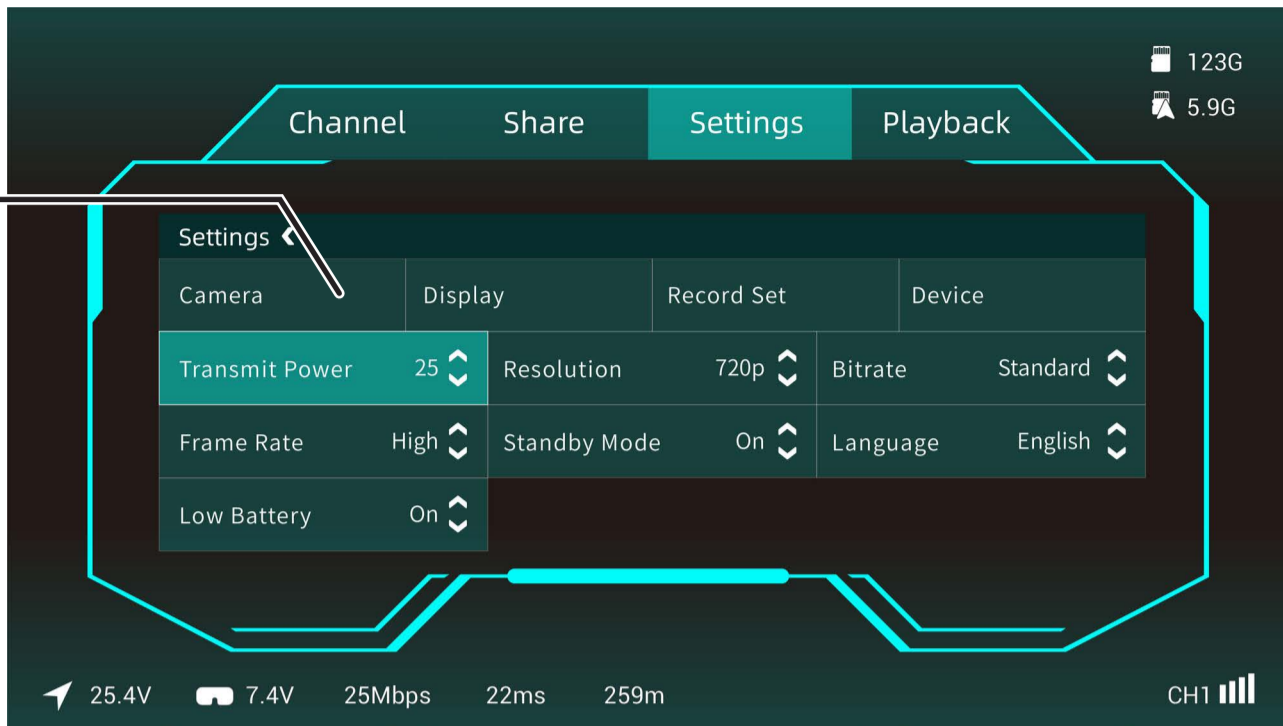 123G
5.9G
Channel Share Settings Playback
Settings
Camera Display Record Set Device
Transmit Power 25 Resolution 720p Bitrate Standard
Frame Rate High Standby Mode On Language English
Low Battery On
25.4V 7.4V 25Mbps 22ms 259m CH1